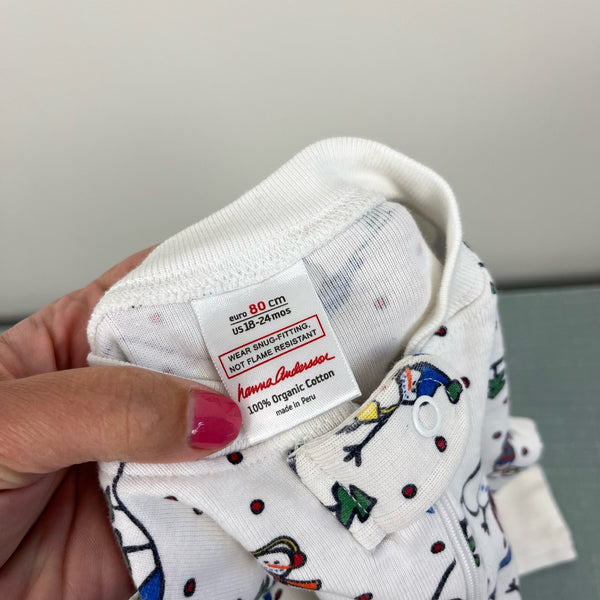 euro 80 cm
US 18-24 mos
WEAR SNUG-FITTING,
NOT FLAME RESISTANT
hanna Andersson
100% Organic Cotton
made in Peru